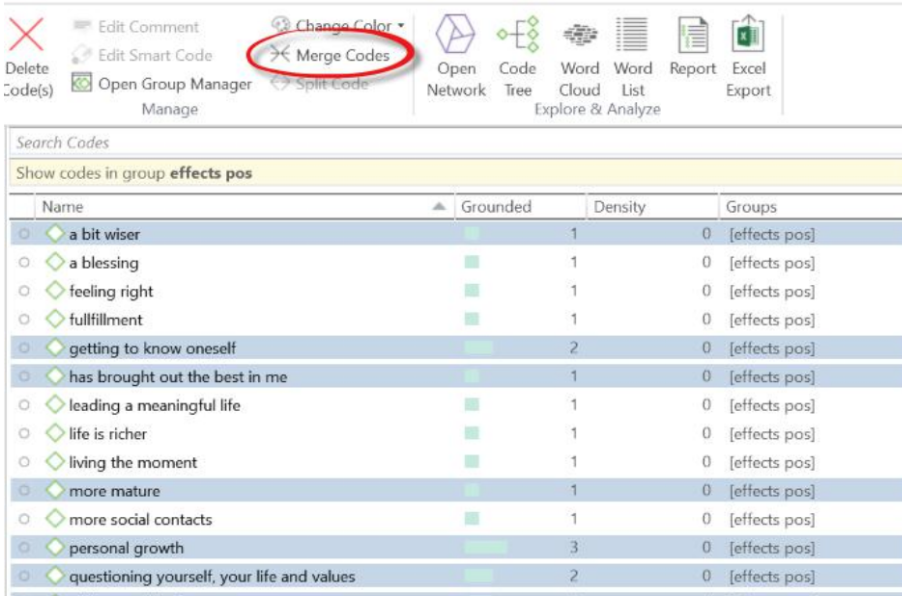 Edit Comment
Change Color
Edit Smart Code
Merge Codes
Delete
Code(s)
Open Group Manager
Split Code
Manage
Open
Network
Code
Tree
Word
Cloud
Word
List
Report
Excel
Export
Explore & Analyze
Search Codes
Show codes in group effects pos
Name Grounded Density Groups
a bit wiser 1 0 [effects pos]
a blessing 1 0 [effects pos]
feeling right 1 0 [effects pos]
fullfillment 1 0 [effects pos]
getting to know oneself 2 0 [effects pos]
has brought out the best in me 1 0 [effects pos]
leading a meaningful life 1 0 [effects pos]
life is richer 1 0 [effects pos]
living the moment 1 0 [effects pos]
more mature 1 0 [effects pos]
more social contacts 1 0 [effects pos]
personal growth 3 0 [effects pos]
questioning yourself, your life and values 2 0 [effects pos]